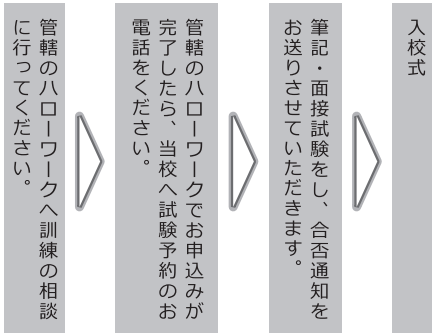 管轄のハローワークへ訓練の相談
に行ってください。
管轄のハローワークでお申込みが
完了したら、当校へ試験予約のお
電話をください。
筆記・面接試験をし、合否通知を
お送りさせていただきます。
入校式